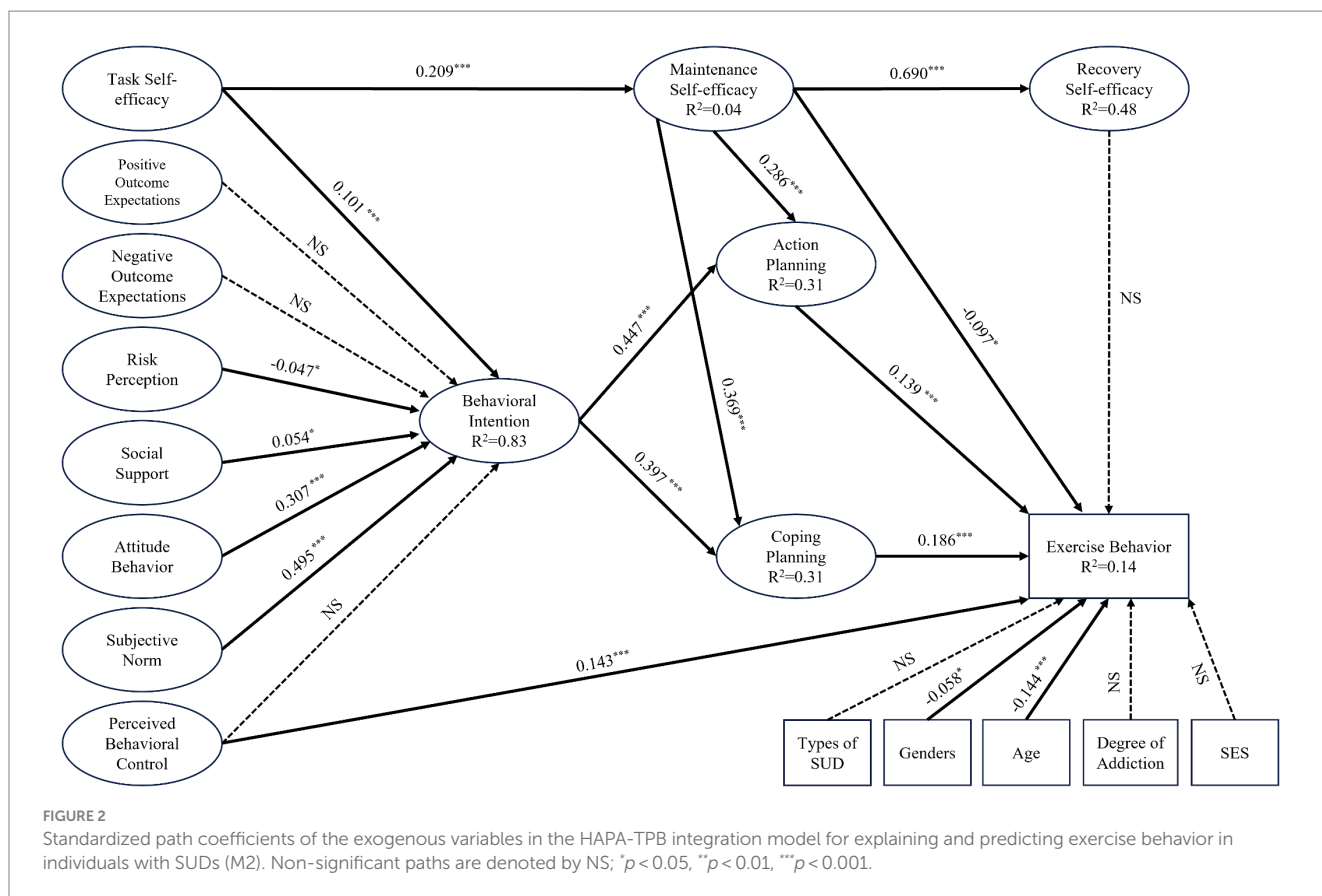 Task Self-
efficacy
0.209***
Maintenance
Self-efficacy
R²=0.04
0.690***
Recovery
Self-efficacy
R²=0.48
Positive
Outcome
Expectations
0.101***
NS
0.286***
Negative
Outcome
Expectations
NS
Action
Planning
R²=0.31
NS
Risk
Perception
-0.047*
0.447***
-0.097*
0.139***
Behavioral
Intention
R²=0.83
0.369***
Social
Support
0.054*
0.307***
0.397***
Attitude
Behavior
0.495***
Coping
Planning
R²=0.31
0.186***
Exercise Behavior
R²=0.14
NS
Subjective
Norm
0.143***
NS
-0.058*
-0.144***
NS
NS
Perceived
Behavioral
Control
Types of
SUD
Genders
Age
Degree of
Addiction
SES
FIGURE 2
Standardized path coefficients of the exogenous variables in the HAPA-TPB integration model for explaining and predicting exercise behavior in
individuals with SUDs (M2). Non-significant paths are denoted by NS; *p < 0.05, **p < 0.01, ***p < 0.001.